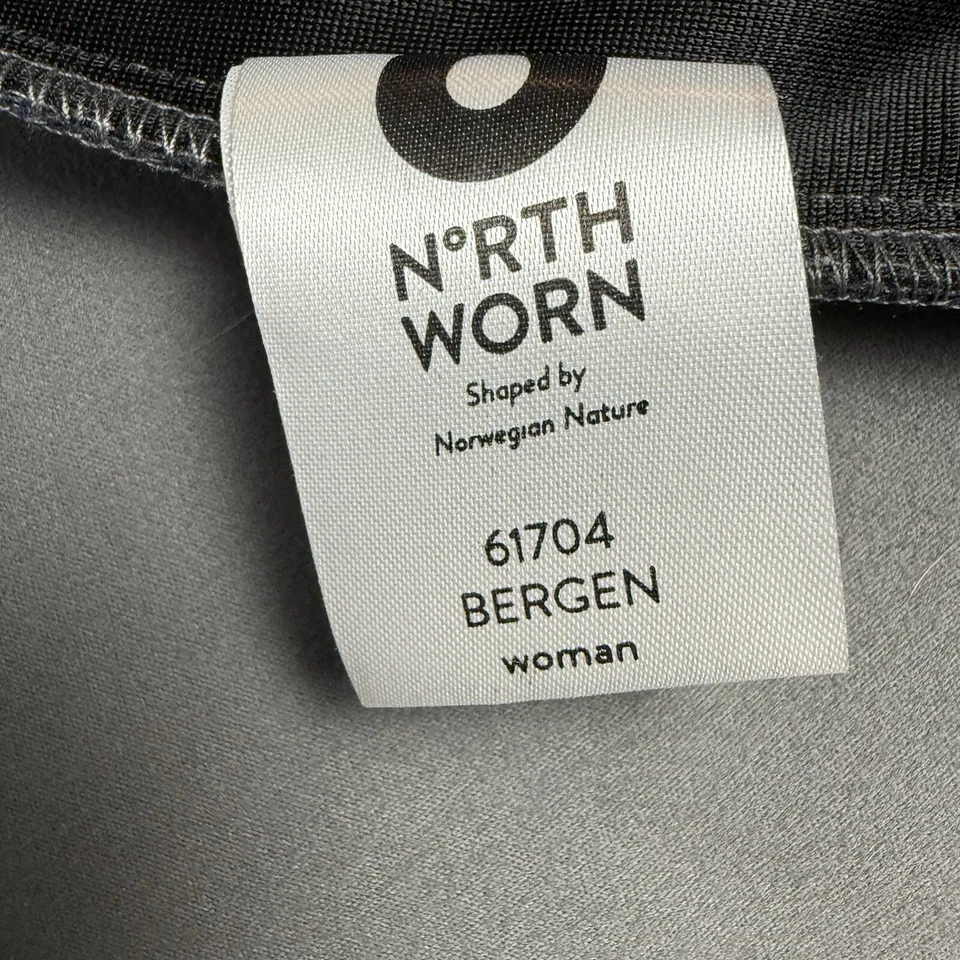 N°RTH
WORN
Shaped by
Norwegian Nature
61704
BERGEN
woman